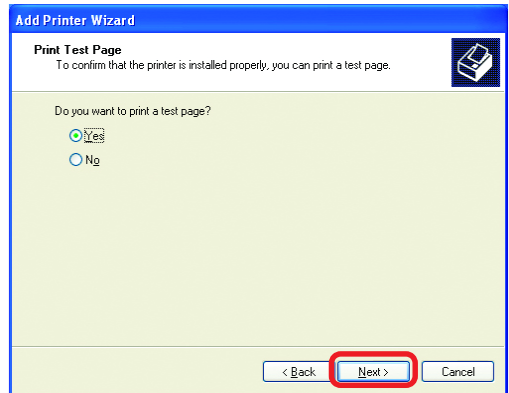 Add Printer Wizard
Print Test Page
To confirm that the printer is installed properly, you can print a test page.
Do you want to print a test page?
Yes
No
< Back
Next >
Cancel